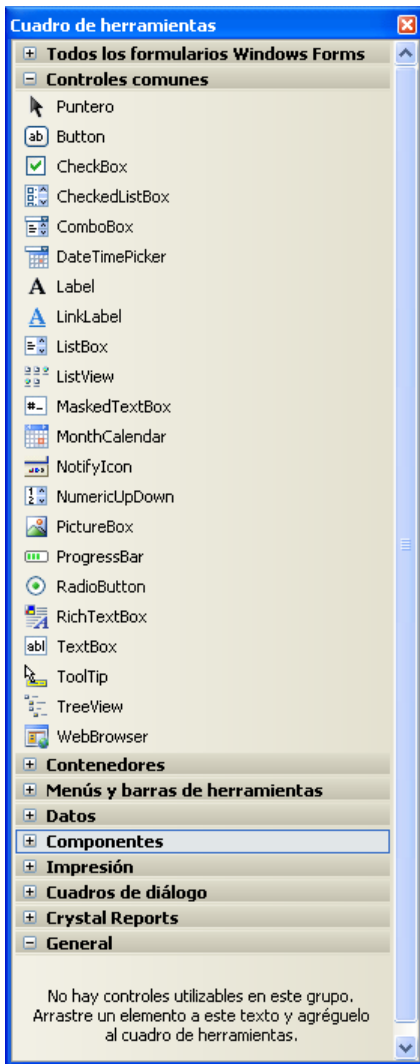 Cuadro de herramientas
Todos los formularios Windows Forms
Controles comunes
Puntero
ab Button
CheckBox
CheckedListBox
ComboBox
DateTimePicker
A Label
A LinkLabel
ListBox
ListView
#_ MaskedTextBox
MonthCalendar
NotifyIcon
1 2 NumericUpDown
PictureBox
ProgressBar
RadioButton
RichTextBox
abl TextBox
ToolTip
TreeView
WebBrowser
Contenedores
Menús y barras de herramientas
Datos
Componentes
Impresión
Cuadros de diálogo
Crystal Reports
General
No hay controles utilizables en este grupo.
Arrastre un elemento a este texto y agréguelo
al cuadro de herramientas.